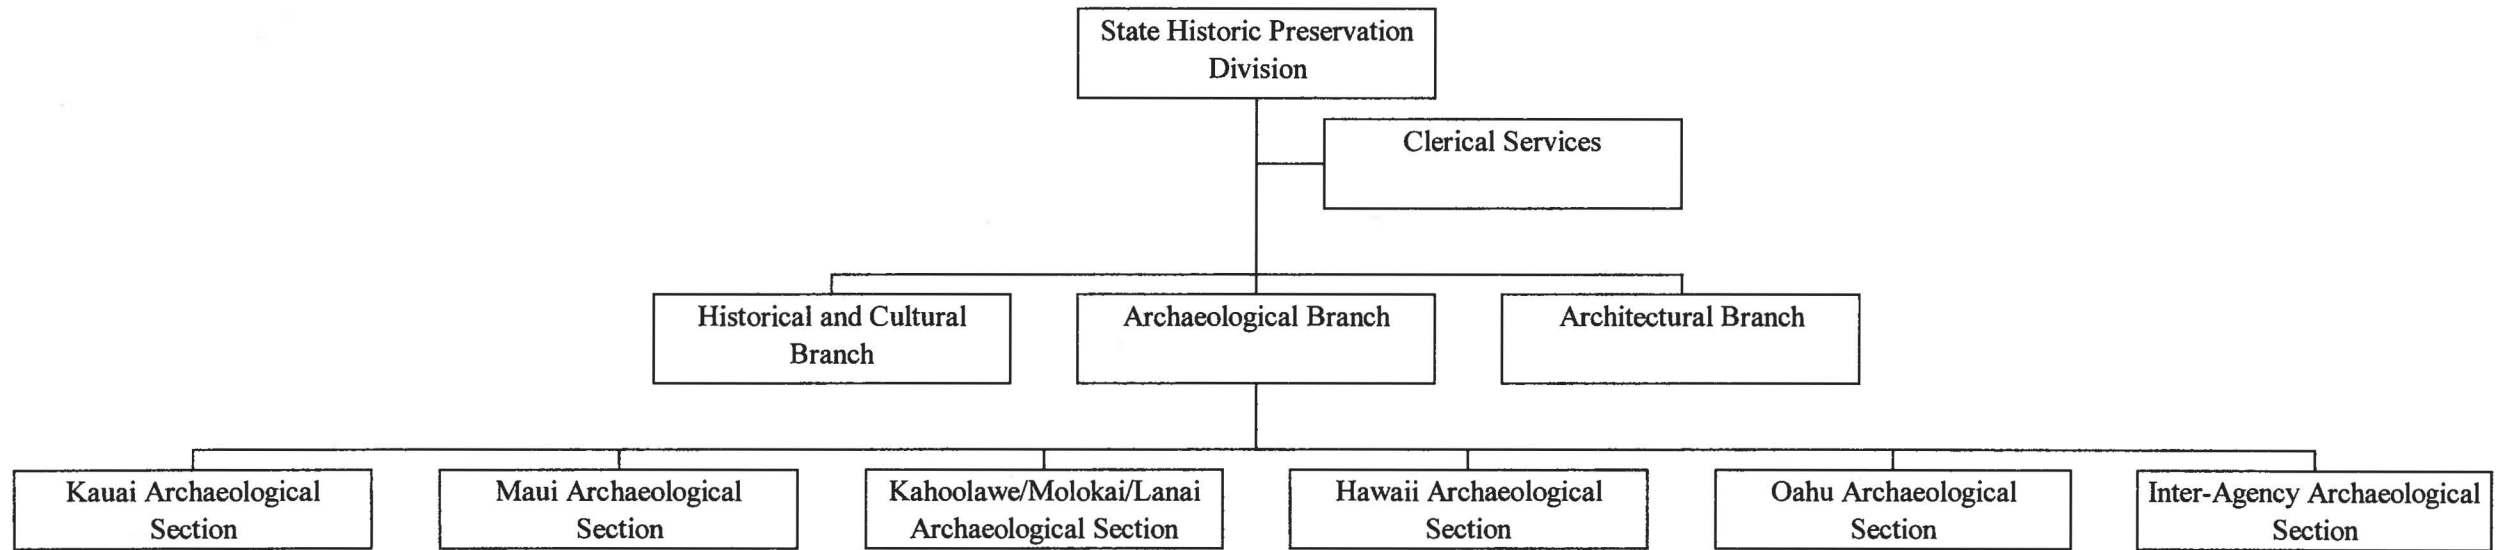 State Historic Preservation
Division
Clerical Services
Historical and Cultural
Branch
Archaeological Branch
Architectural Branch
Kauai Archaeological
Section
Maui Archaeological
Section
Kahoolawe/Molokai/Lanai
Archaeological Section
Hawaii Archaeological
Section
Oahu Archaeological
Section
Inter-Agency Archaeological
Section